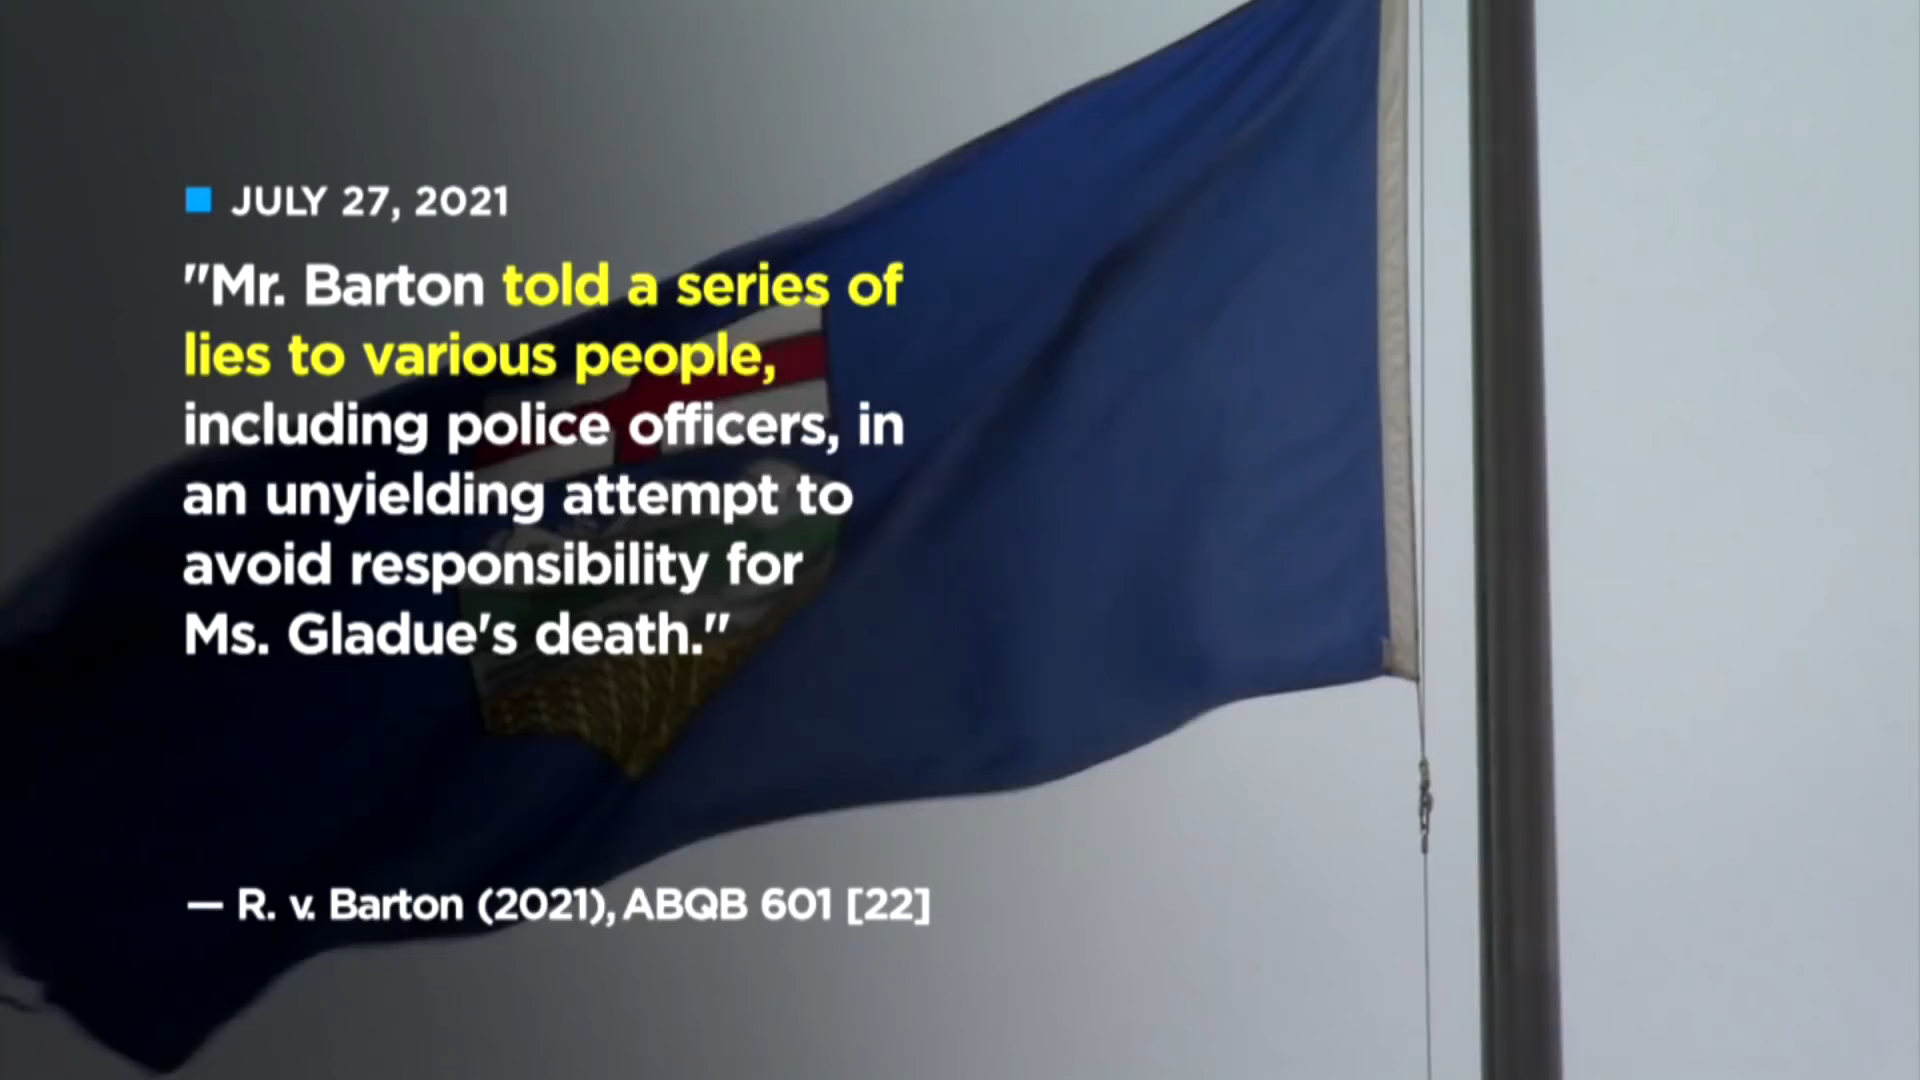 JULY 27, 2021
"Mr. Barton told a series of
lies to various people,
including police officers, in
an unyielding attempt to
avoid responsibility for
Ms. Gladue's death."
— R. v. Barton (2021), ABQB 601 [22]